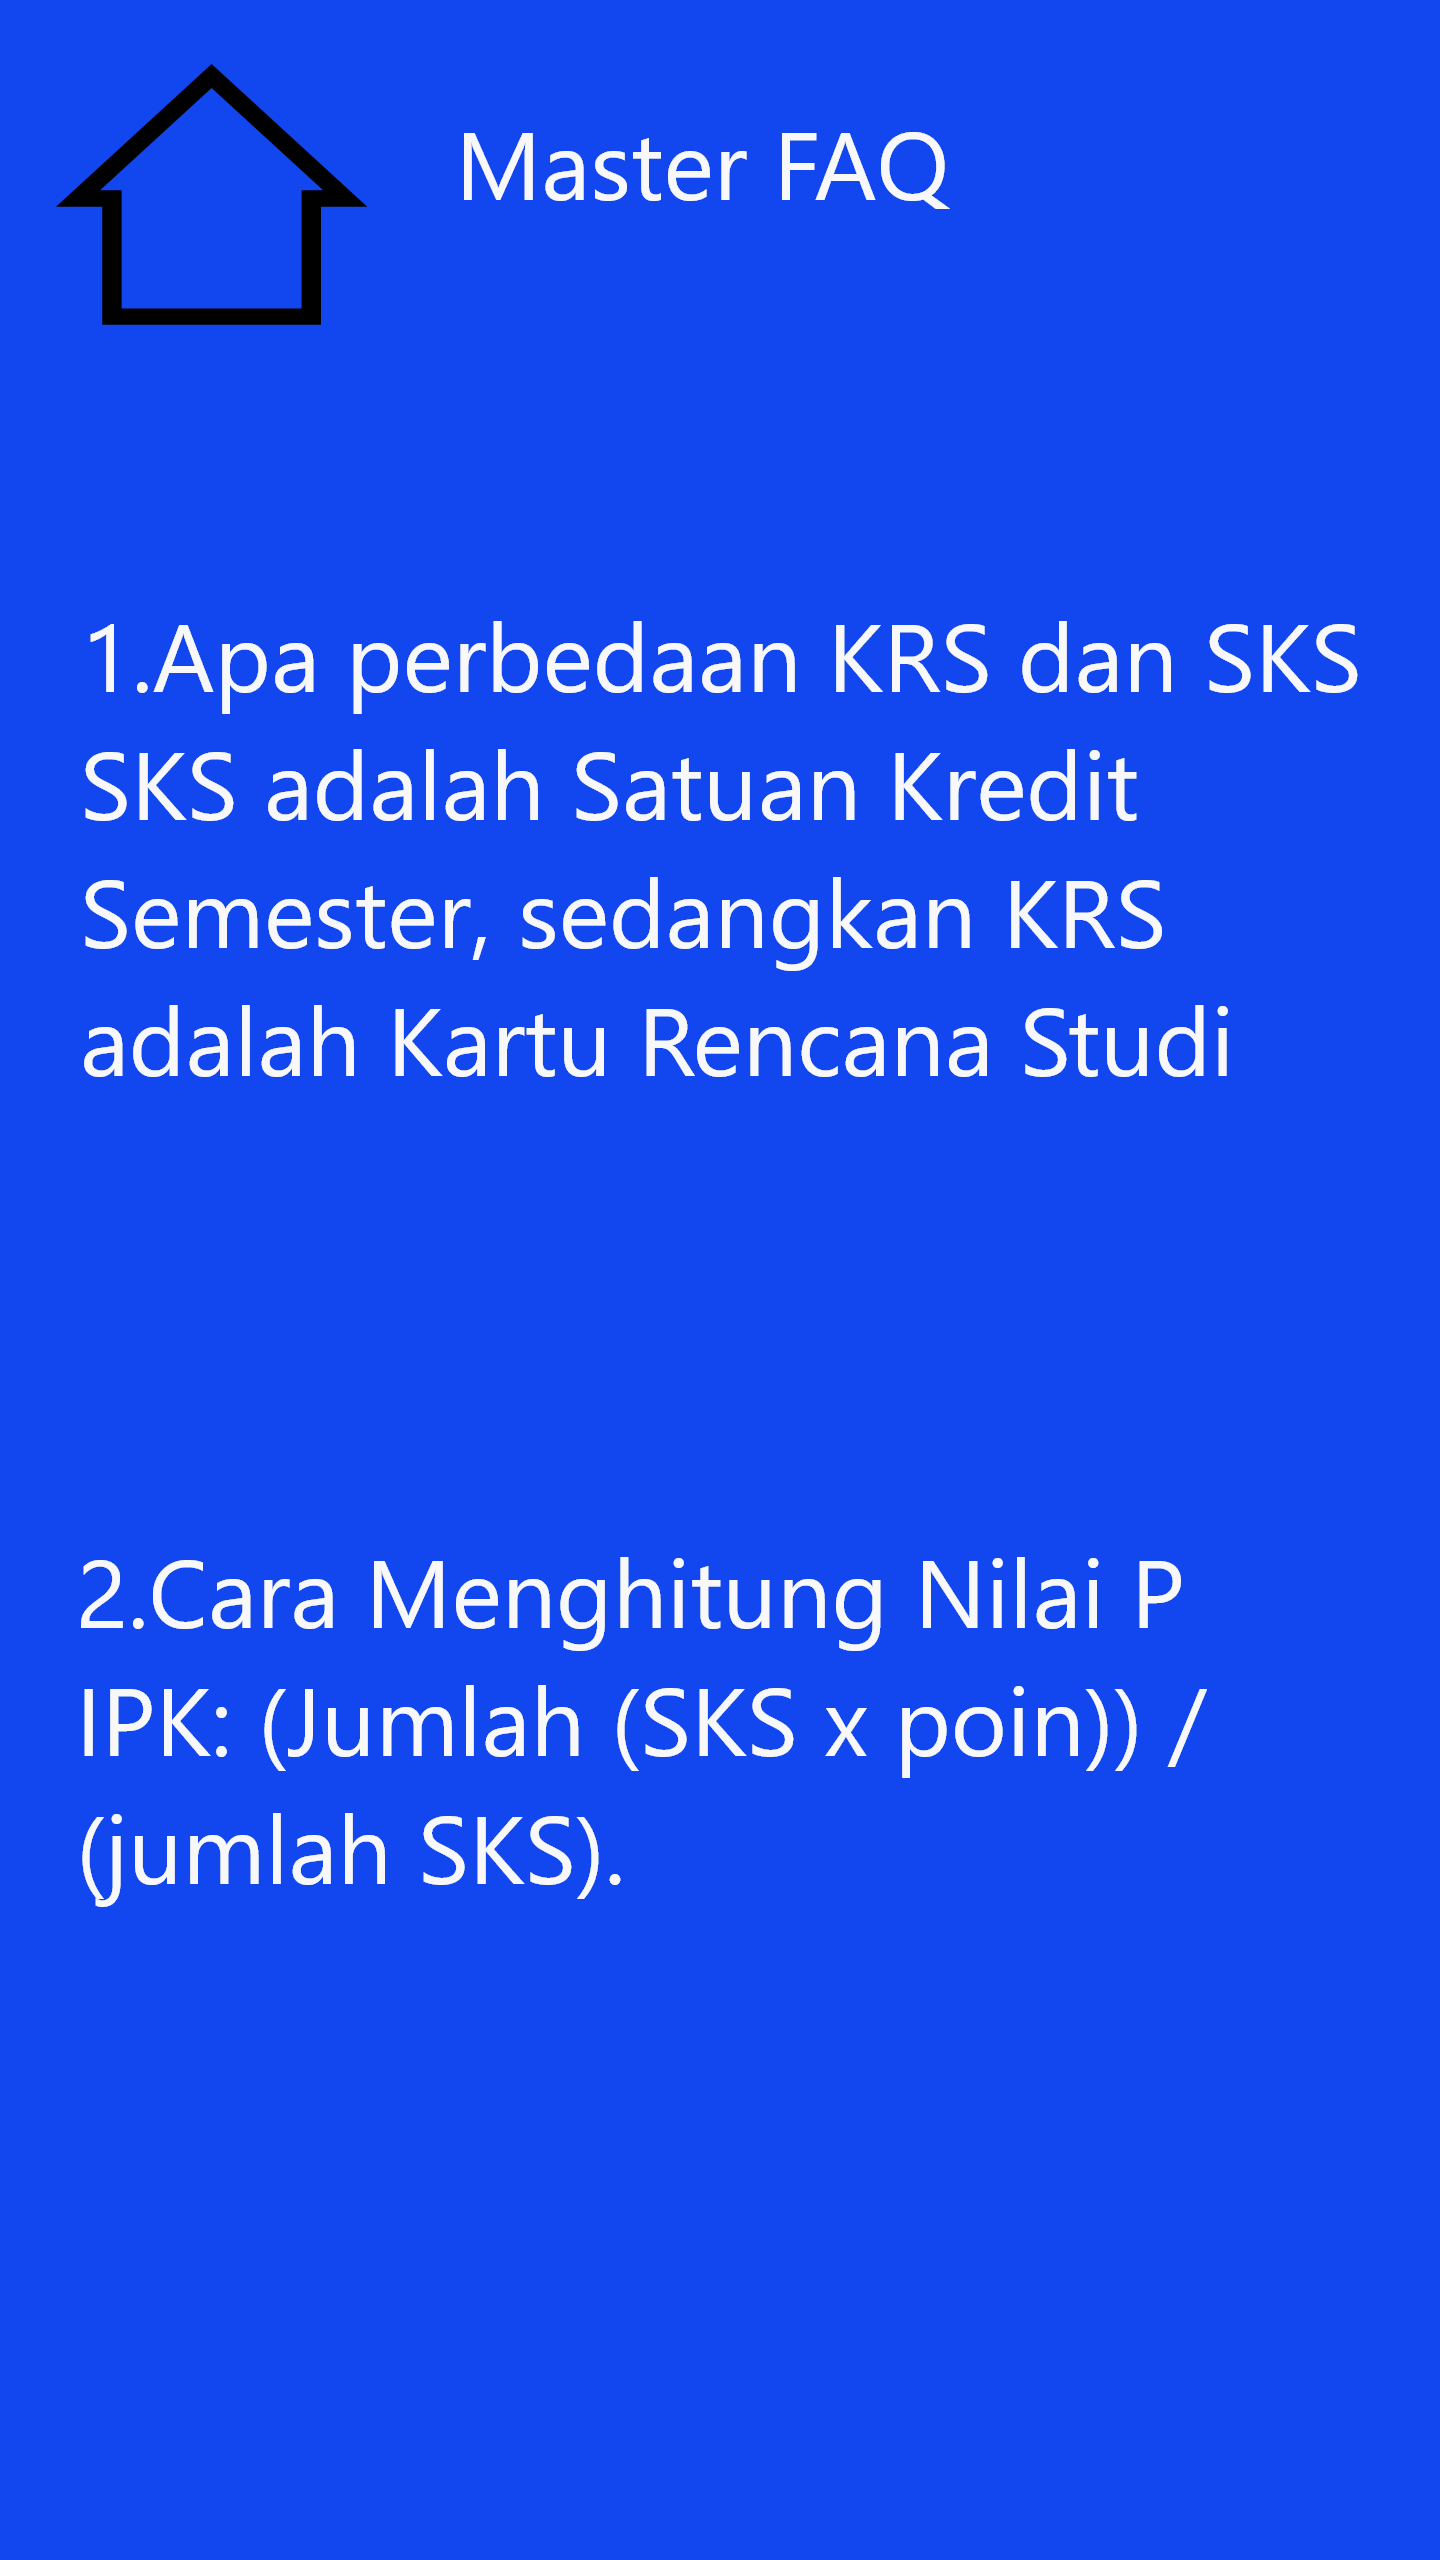 Master FAQ
1.Apa perbedaan KRS dan SKS
SKS adalah Satuan Kredit
Semester, sedangkan KRS
adalah Kartu Rencana Studi
2.Cara Menghitung Nilai P
IPK: (Jumlah (SKS x poin)) /
(jumlah SKS).